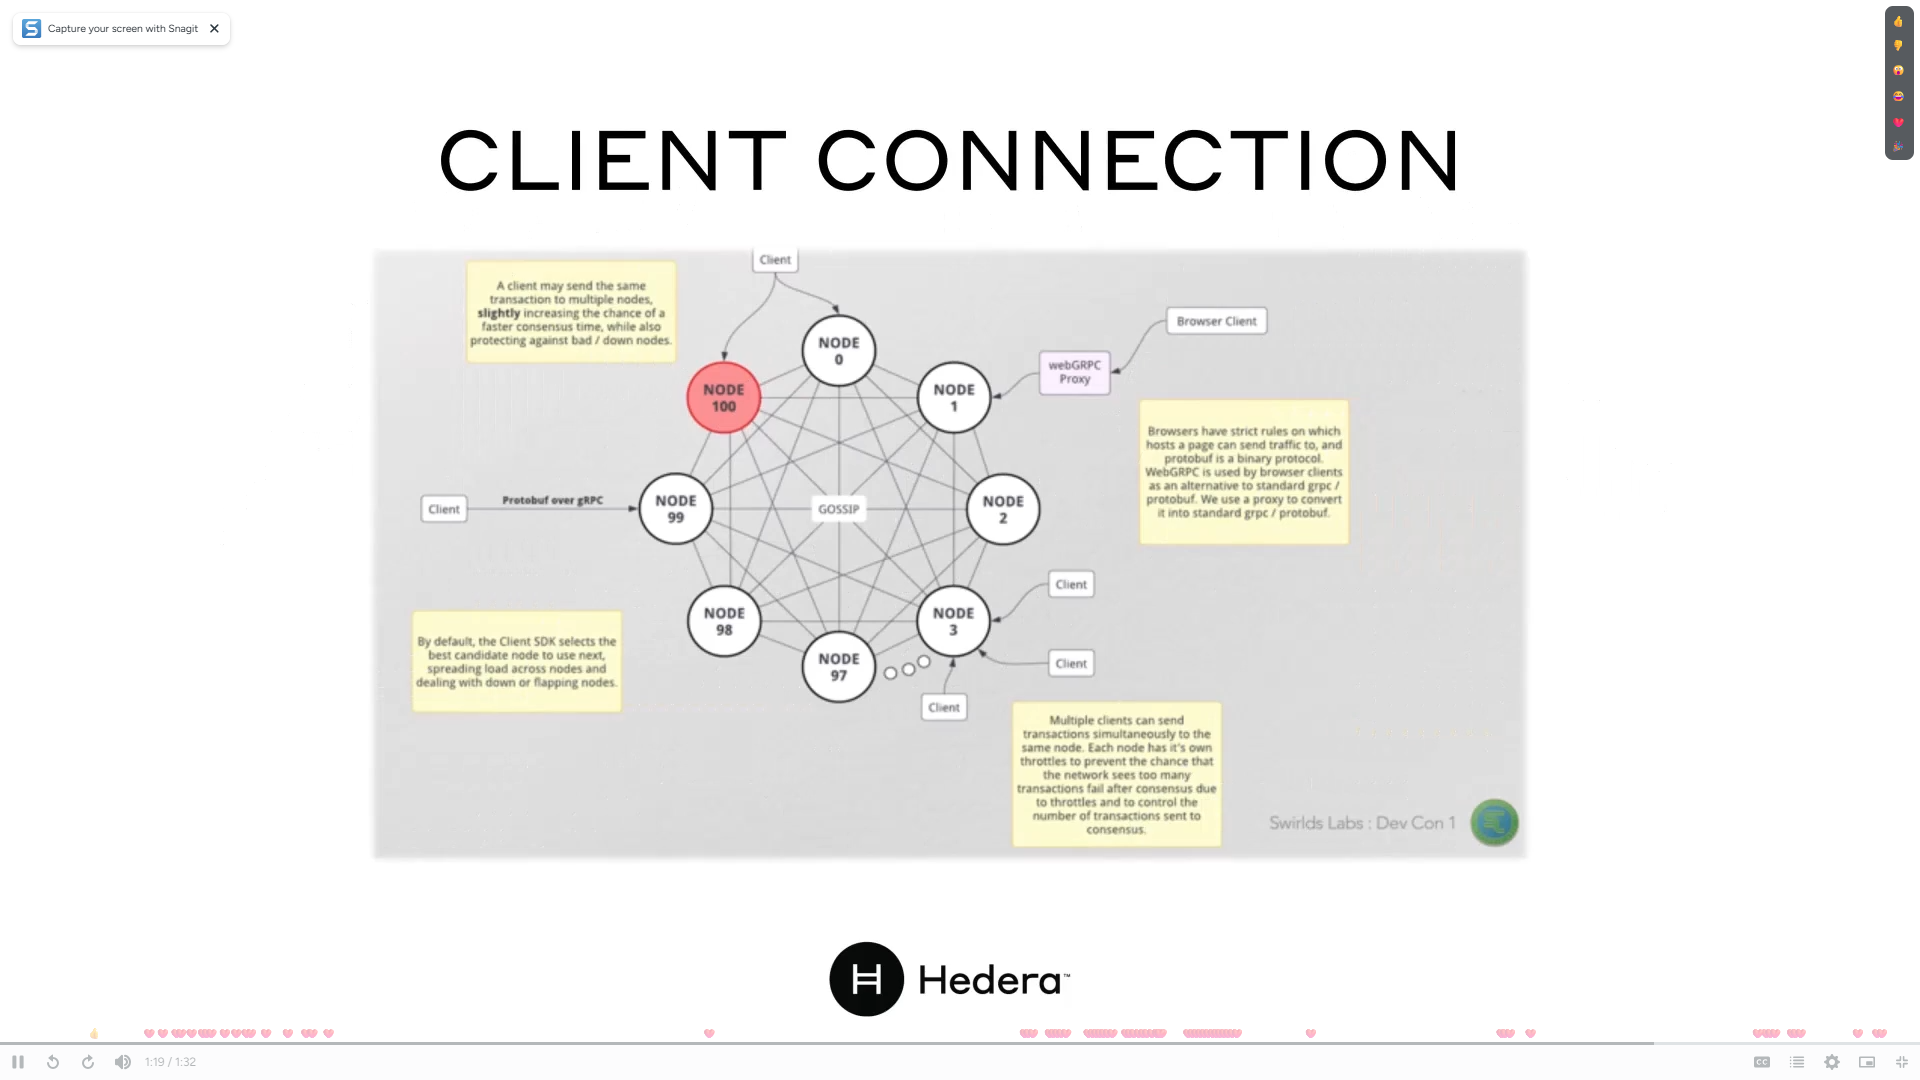 Capture your screen with Snagit
CLIENT CONNECTION
Client
A client may send the same
transaction to multiple nodes,
slightly increasing the chance of a
faster consensus time, while also
protecting against bad / down nodes.
Browser Client
NODE
0
webGRPC
Proxy
NODE
100
NODE
1
Browsers have strict rules on which
hosts a page can send traffic to, and
protobuf is a binary protocol.
WebGRPC is used by browser clients
as an alternative to standard grpc /
protobuf. We use a proxy to convert
it into standard grpc / protobuf.
Client
Protobuf over gRPC
NODE
99
GOSSIP
NODE
2
Client
NODE
98
NODE
3
By default, the Client SDK selects the
best candidate node to use next,
spreading load across nodes and
dealing with down or flapping nodes.
NODE
97
Client
Client
Multiple clients can send
transactions simultaneously to the
same node. Each node has it's own
throttles to prevent the chance that
the network sees too many
transactions fail after consensus due
to throttles and to control the
number of transactions sent to
consensus.
Swirlds Labs : Dev Con 1
H Hedera™
1:19 / 1:32
CC